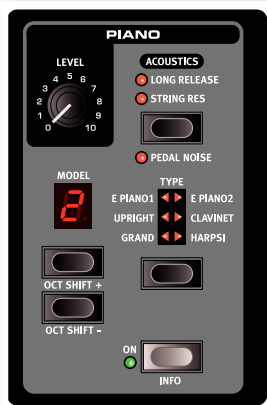 PIANO
LEVEL
0 1 2 3 4 5 6 7 8 9 10
ACOUSTICS
LONG RELEASE
STRING RES
PEDAL NOISE
MODEL
2
TYPE
E PIANO1 E PIANO2
UPRIGHT CLAVINET
GRAND HARPSI
OCT SHIFT +
OCT SHIFT -
ON
INFO